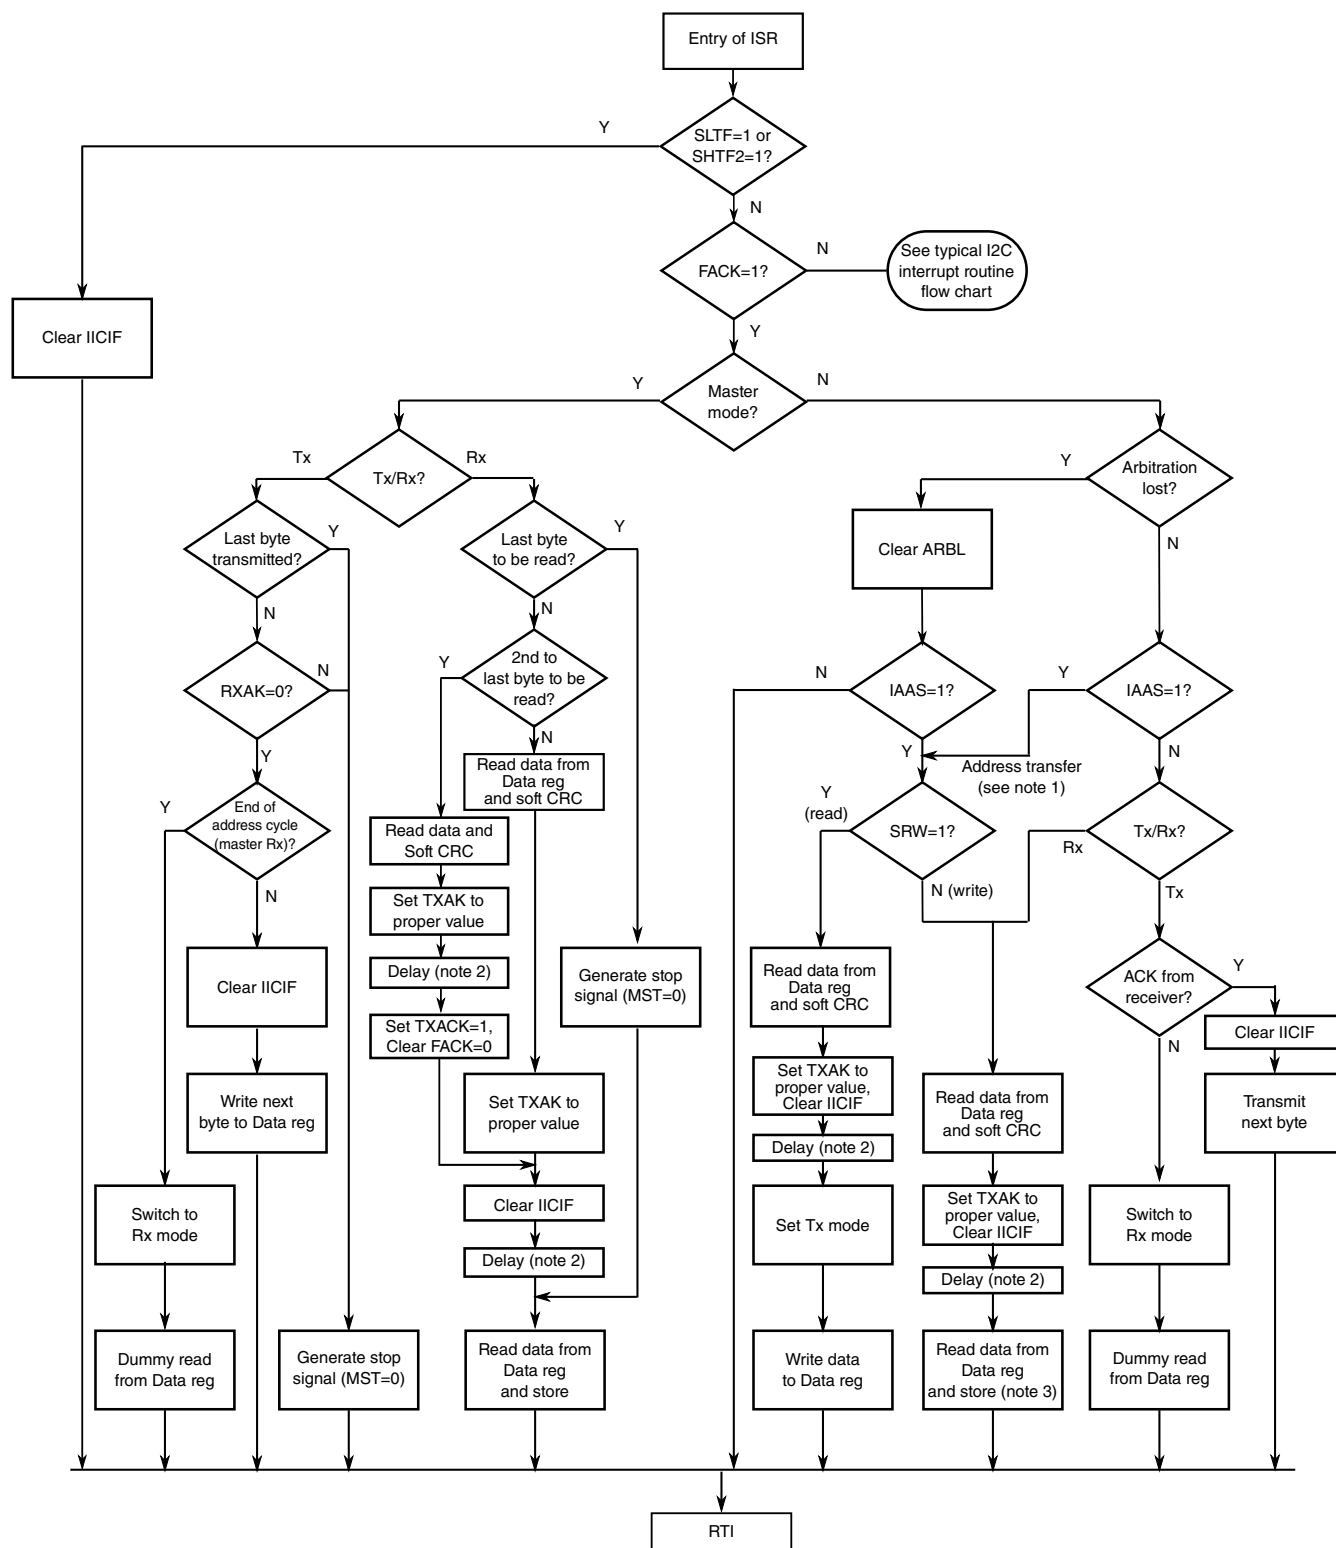 Entry of ISR
Y
SLTF=1 or
SHTF2=1?
N
FACK=1?
N
See typical I2C
interrupt routine
flow chart
Clear IICIF
Y
Y
Master
mode?
N
Tx
Tx/Rx?
Rx
Y
Arbitration
lost?
Last byte
transmitted?
Y
Last byte
to be read?
Y
Clear ARBL
N
N
N
RXAK=0?
N
Y
2nd to
last byte to be
read?
N
IAAS=1?
Y
IAAS=1?
Y
N
Read data from
Data reg
and soft CRC
Y
Address transfer
(see note 1)
N
Y
End of
address cycle
(master Rx)?
Read data and
Soft CRC
Y
(read)
SRW=1?
Rx
Tx/Rx?
N
Set TXAK to
proper value
N (write)
Tx
Clear IICIF
Delay (note 2)
Generate stop
signal (MST=0)
Read data from
Data reg
and soft CRC
ACK from
receiver?
Y
Set TXACK=1,
Clear FACK=0
N
Clear IICIF
Write next
byte to Data reg
Set TXAK to
proper value
Set TXAK to
proper value,
Clear IICIF
Read data from
Data reg
and soft CRC
Transmit
next byte
Delay (note 2)
Switch to
Rx mode
Clear IICIF
Set Tx mode
Set TXAK to
proper value,
Clear IICIF
Switch to
Rx mode
Delay (note 2)
Delay (note 2)
Dummy read
from Data reg
Generate stop
signal (MST=0)
Read data from
Data reg
and store
Write data
to Data reg
Read data from
Data reg
and store (note 3)
Dummy read
from Data reg
RTI